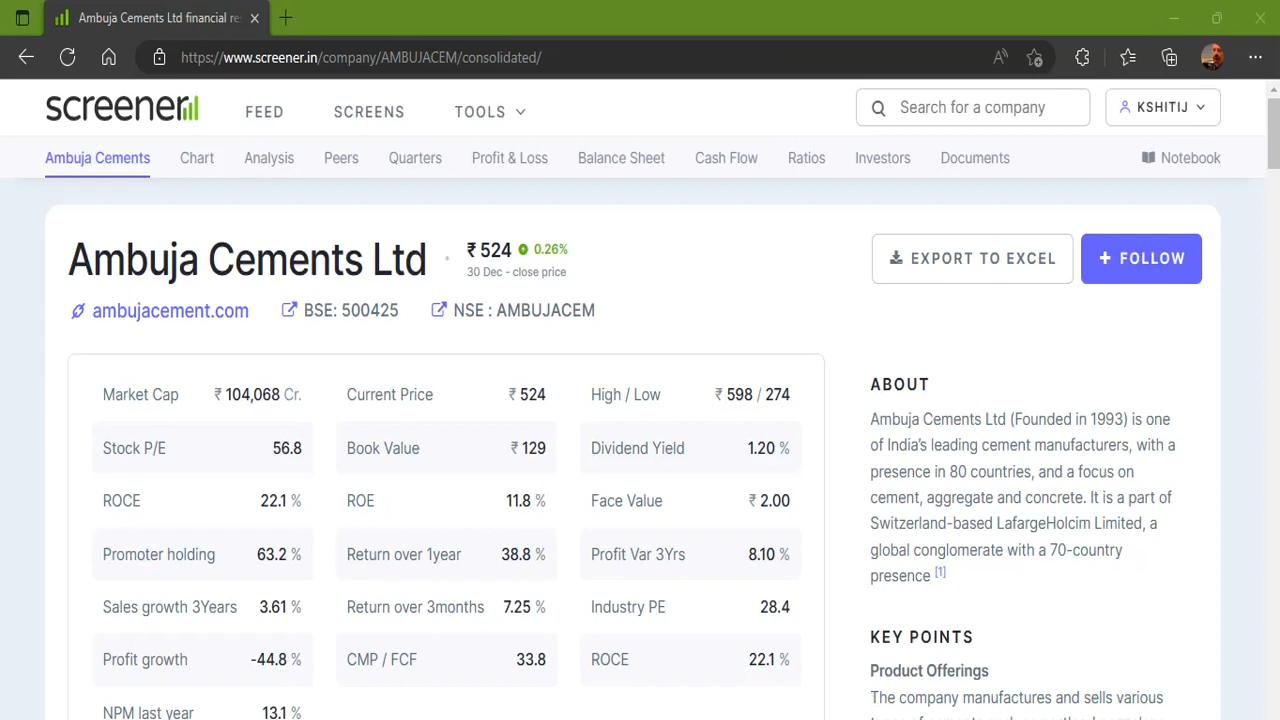 Ambuja Cements Ltd financial re
https://www.screener.in/company/AMBUJACEM/consolidated/
screener
FEED
SCREENS
TOOLS
Search for a company
KSHITIJ
Ambuja Cements
Chart
Analysis
Peers
Quarters
Profit & Loss
Balance Sheet
Cash Flow
Ratios
Investors
Documents
Notebook
Ambuja Cements Ltd
₹ 524 0.26%
30 Dec - close price
EXPORT TO EXCEL
+ FOLLOW
ambujacement.com
BSE: 500425
NSE : AMBUJACEM
Market Cap ₹ 104,068 Cr.
Current Price ₹ 524
High / Low ₹ 598 / 274
Stock P/E 56.8
Book Value ₹ 129
Dividend Yield 1.20 %
ROCE 22.1 %
ROE 11.8 %
Face Value ₹ 2.00
Promoter holding 63.2 %
Return over 1year 38.8 %
Profit Var 3Yrs 8.10 %
Sales growth 3Years 3.61 %
Return over 3months 7.25 %
Industry PE 28.4
Profit growth -44.8 %
CMP / FCF 33.8
ROCE 22.1 %
NPM last year 13.1 %
ABOUT
Ambuja Cements Ltd (Founded in 1993) is one
of India's leading cement manufacturers, with a
presence in 80 countries, and a focus on
cement, aggregate and concrete. It is a part of
Switzerland-based LafargeHolcim Limited, a
global conglomerate with a 70-country
presence [1]
KEY POINTS
Product Offerings
The company manufactures and sells various